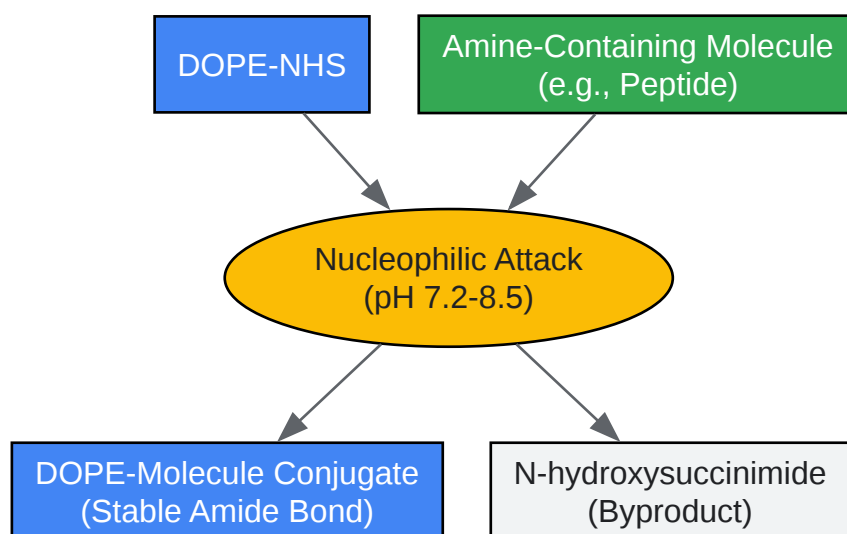 DOPE-NHS
Amine-Containing Molecule
(e.g., Peptide)
Nucleophilic Attack
(pH 7.2-8.5)
DOPE-Molecule Conjugate
(Stable Amide Bond)
N-hydroxysuccinimide
(Byproduct)